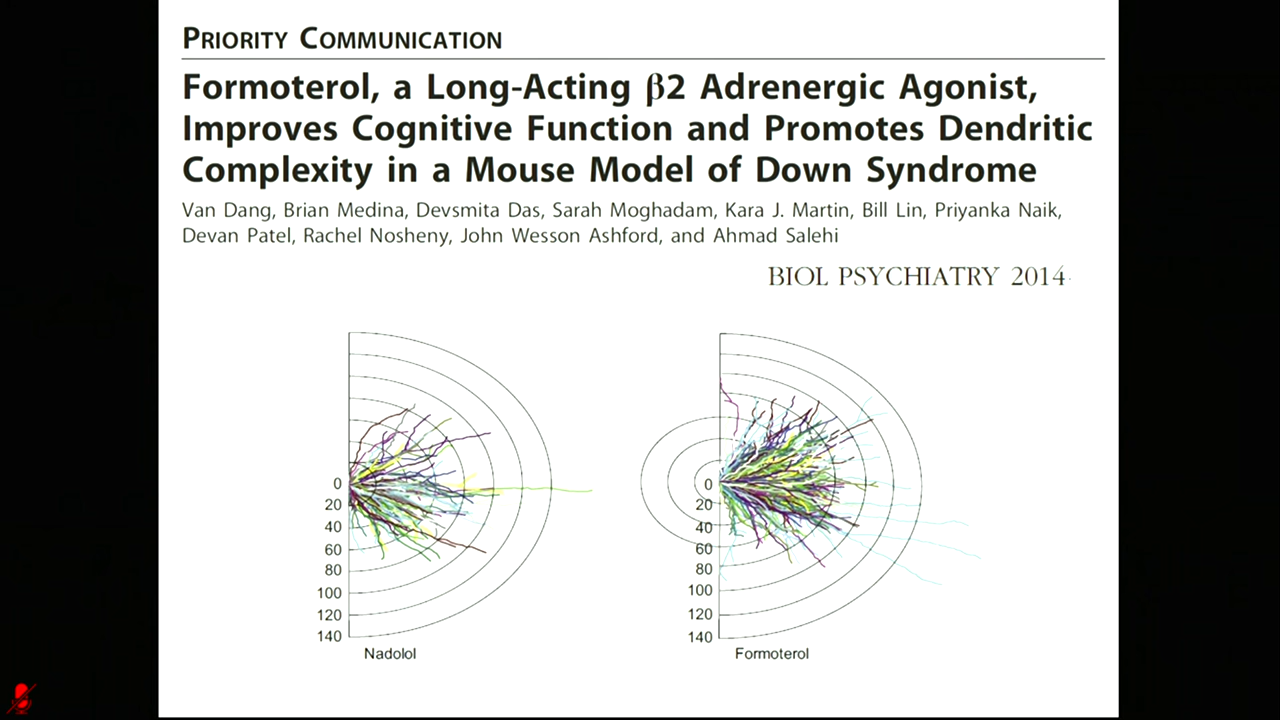 PRIORITY COMMUNICATION
Formoterol, a Long-Acting β2 Adrenergic Agonist,
Improves Cognitive Function and Promotes Dendritic
Complexity in a Mouse Model of Down Syndrome
Van Dang, Brian Medina, Devsmita Das, Sarah Moghadam, Kara J. Martin, Bill Lin, Priyanka Naik,
Devan Patel, Rachel Nosheny, John Wesson Ashford, and Ahmad Salehi
BIOL PSYCHIATRY 2014
0
20
40
60
80
100
120
140
Nadolol
0
20
40
60
80
100
120
140
Formoterol